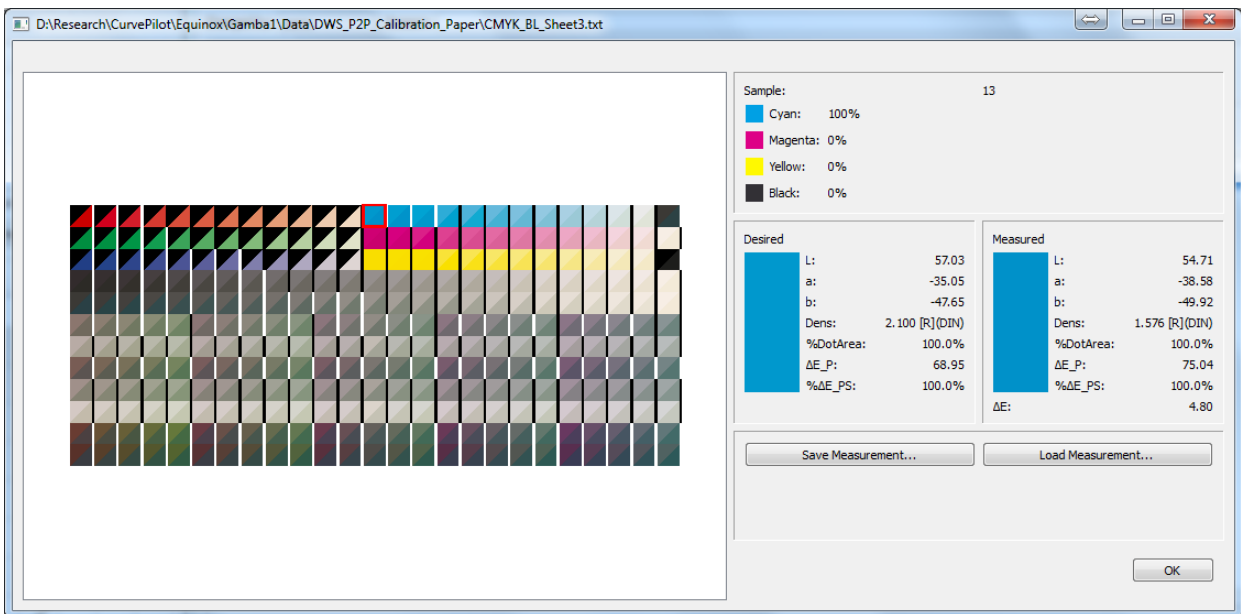 D:\Research\CurvePilot\Equinox\Gamba1\Data\DWS_P2P_Calibration_Paper\CMYK_BL_Sheet3.txt
Sample: 13
Cyan: 100%
Magenta: 0%
Yellow: 0%
Black: 0%
Desired
L: 57.03
a: -35.05
b: -47.65
Dens: 2.100 [R](DIN)
%DotArea: 100.0%
ΔE_P: 68.95
%ΔE_PS: 100.0%
Measured
L: 54.71
a: -38.58
b: -49.92
Dens: 1.576 [R](DIN)
%DotArea: 100.0%
ΔE_P: 75.04
%ΔE_PS: 100.0%
ΔE: 4.80
Save Measurement...
Load Measurement...
OK